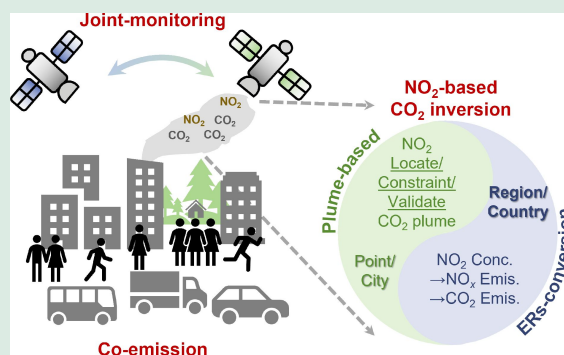 Joint-monitoring
NO₂
NO₂ CO₂
CO₂ CO₂
Co-emission
NO₂-based
CO₂ inversion
Plume-based
NO₂
Locate/
Constraint/
Validate
CO₂ plume
Point/
City
Region/
Country
NO₂ Conc.
→NOₓ Emis.
→CO₂ Emis.
ERs-conversion